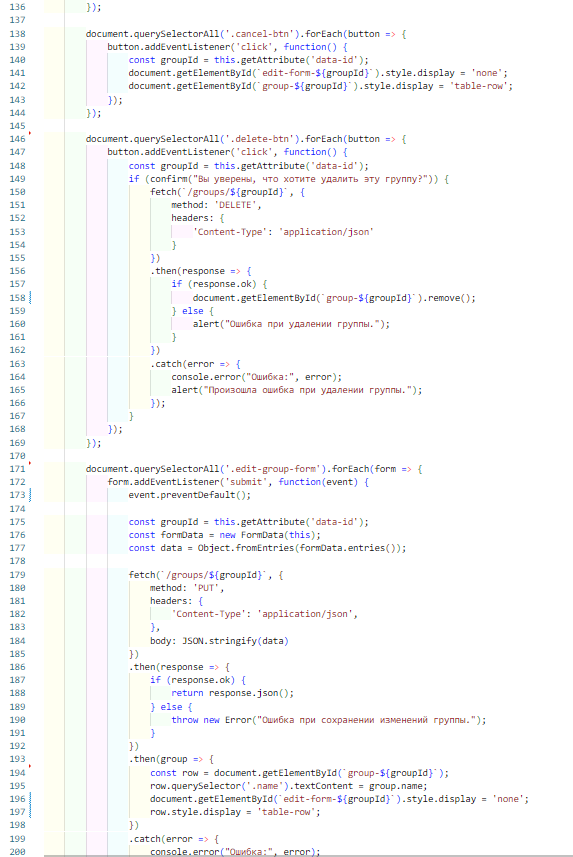 136         });
137
138         document.querySelectorAll('.cancel-btn').forEach(button => {
139             button.addEventListener('click', function() {
140                 const groupId = this.getAttribute('data-id');
141                 document.getElementById(`edit-form-${groupId}`).style.display = 'none';
142                 document.getElementById(`group-${groupId}`).style.display = 'table-row';
143             });
144         });
145
146         document.querySelectorAll('.delete-btn').forEach(button => {
147             button.addEventListener('click', function() {
148                 const groupId = this.getAttribute('data-id');
149                 if (confirm("Вы уверены, что хотите удалить эту группу?")) {
150                     fetch(`/groups/${groupId}`, {
151                         method: 'DELETE',
152                         headers: {
153                             'Content-Type': 'application/json'
154                         }
155                     })
156                     .then(response => {
157                         if (response.ok) {
158                             document.getElementById(`group-${groupId}`).remove();
159                         } else {
160                             alert("Ошибка при удалении группы.");
161                         }
162                     })
163                     .catch(error => {
164                         console.error("Ошибка:", error);
165                         alert("Произошла ошибка при удалении группы.");
166                     });
167                 }
168             });
169         });
170
171         document.querySelectorAll('.edit-group-form').forEach(form => {
172             form.addEventListener('submit', function(event) {
173                 event.preventDefault();
174
175                 const groupId = this.getAttribute('data-id');
176                 const formData = new FormData(this);
177                 const data = Object.fromEntries(formData.entries());
178
179                 fetch(`/groups/${groupId}`, {
180                     method: 'PUT',
181                     headers: {
182                         'Content-Type': 'application/json',
183                     },
184                     body: JSON.stringify(data)
185                 })
186                 .then(response => {
187                     if (response.ok) {
188                         return response.json();
189                     } else {
190                         throw new Error("Ошибка при сохранении изменений группы.");
191                     }
192                 })
193                 .then(group => {
194                     const row = document.getElementById(`group-${groupId}`);
195                     row.querySelector('.name').textContent = group.name;
196                     document.getElementById(`edit-form-${groupId}`).style.display = 'none';
197                     row.style.display = 'table-row';
198                 })
199                 .catch(error => {
200                     console.error("Ошибка:", error);